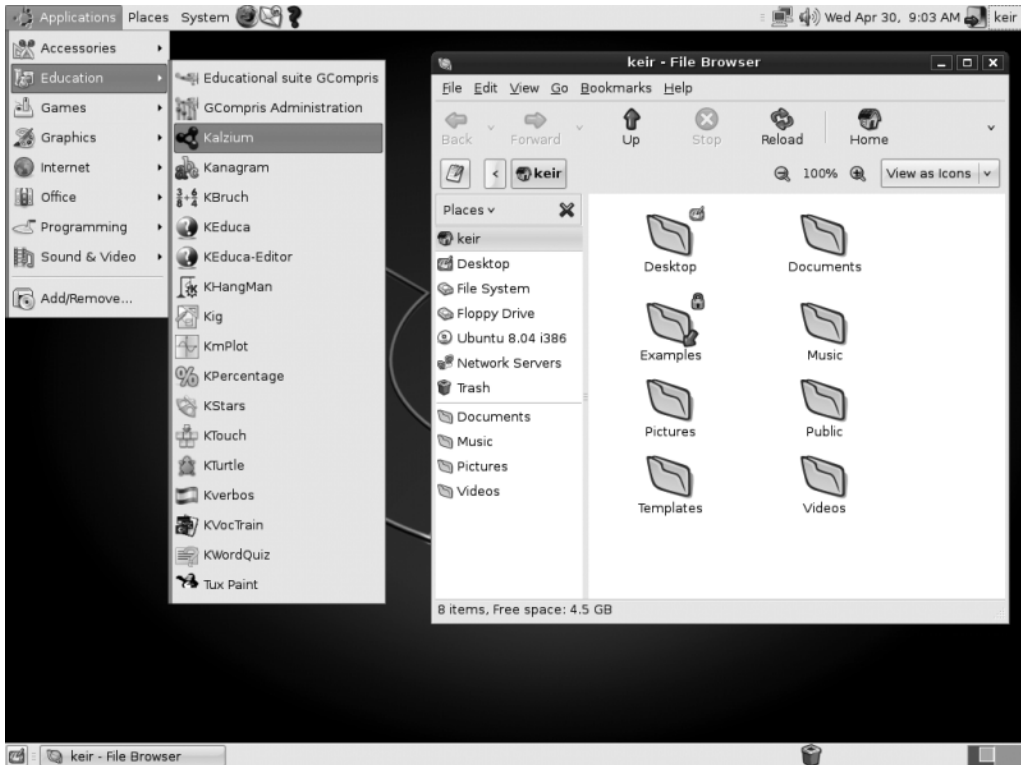 Applications Places System Wed Apr 30, 9:03 AM keir
Accessories
Education
Games
Graphics
Internet
Office
Programming
Sound & Video
Add/Remove...
Educational suite GCompris
GCompris Administration
Kalzium
Kanagram
KBruch
KEduca
KEduca-Editor
KHangMan
Kig
KmPlot
KPercentage
KStars
KTouch
KTurtle
Kverbos
KVocTrain
KWordQuiz
Tux Paint
keir - File Browser
File Edit View Go Bookmarks Help
Back Forward Up Stop Reload Home
keir 100% View as Icons
Places
keir
Desktop
File System
Floppy Drive
Ubuntu 8.04 i386
Network Servers
Trash
Documents
Music
Pictures
Videos
Desktop Documents
Examples Music
Pictures Public
Templates Videos
8 items, Free space: 4.5 GB
keir - File Browser